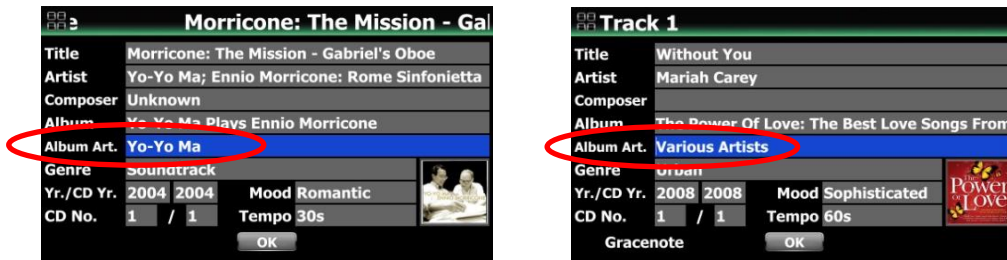 Morricone: The Mission - Gal
Title Morricone: The Mission - Gabriel's Oboe
Artist Yo-Yo Ma; Ennio Morricone: Rome Sinfonietta
Composer Unknown
Album Yo-Yo Ma Plays Ennio Morricone
Album Art. Yo-Yo Ma
Genre Soundtrack
Yr./CD Yr. 2004 2004 Mood Romantic
CD No. 1 / 1 Tempo 30s
OK
Track 1
Title Without You
Artist Mariah Carey
Composer
Album The Power Of Love: The Best Love Songs From
Album Art. Various Artists
Genre Urban
Yr./CD Yr. 2008 2008 Mood Sophisticated
CD No. 1 / 1 Tempo 60s
Gracenote OK
The
Power
OF LOVE